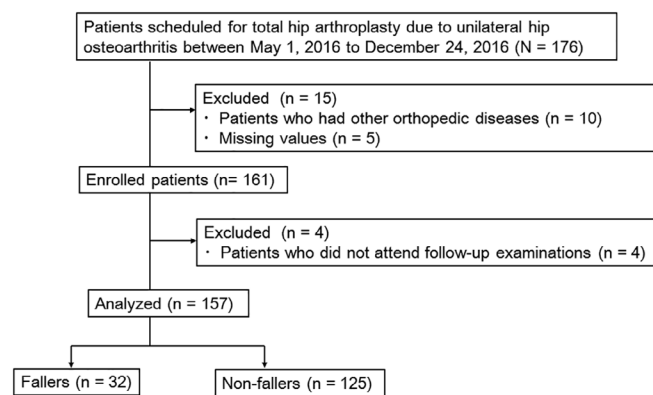 Patients scheduled for total hip arthroplasty due to unilateral hip
osteoarthritis between May 1, 2016 to December 24, 2016 (N = 176)
Excluded (n = 15)
・Patients who had other orthopedic diseases (n = 10)
・Missing values (n = 5)
Enrolled patients (n= 161)
Excluded (n = 4)
・Patients who did not attend follow-up examinations (n = 4)
Analyzed (n = 157)
Fallers (n = 32)
Non-fallers (n = 125)